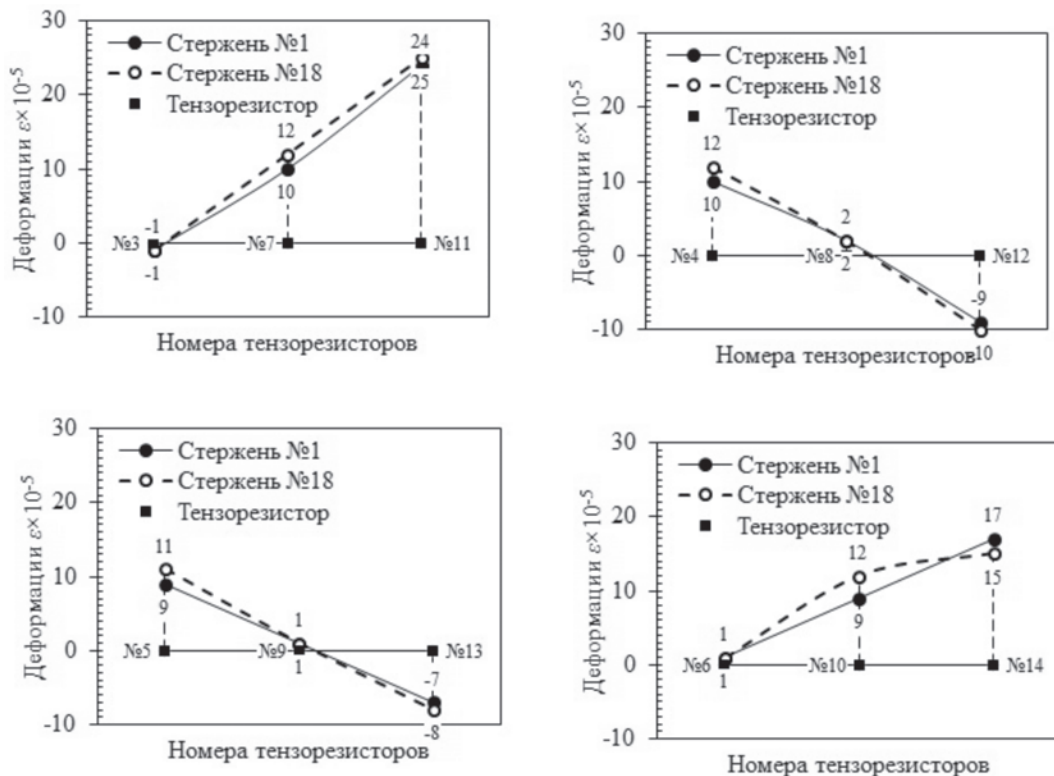 30
20
10
0
-10
Деформации ε×10⁻⁵
Стержень №1
Стержень №18
Тензорезистор
24
25
12
10
-1
-1
№3
№7
№11
Номера тензорезисторов
30
20
10
0
-10
Деформации ε×10⁻⁵
Стержень №1
Стержень №18
Тензорезистор
12
10
2
2
-9
-10
№4
№8
№12
Номера тензорезисторов
30
20
10
0
-10
Деформации ε×10⁻⁵
Стержень №1
Стержень №18
Тензорезистор
11
9
1
1
-7
-8
№5
№9
№13
Номера тензорезисторов
30
20
10
0
-10
Деформации ε×10⁻⁵
Стержень №1
Стержень №18
Тензорезистор
17
15
12
9
1
1
№6
№10
№14
Номера тензорезисторов